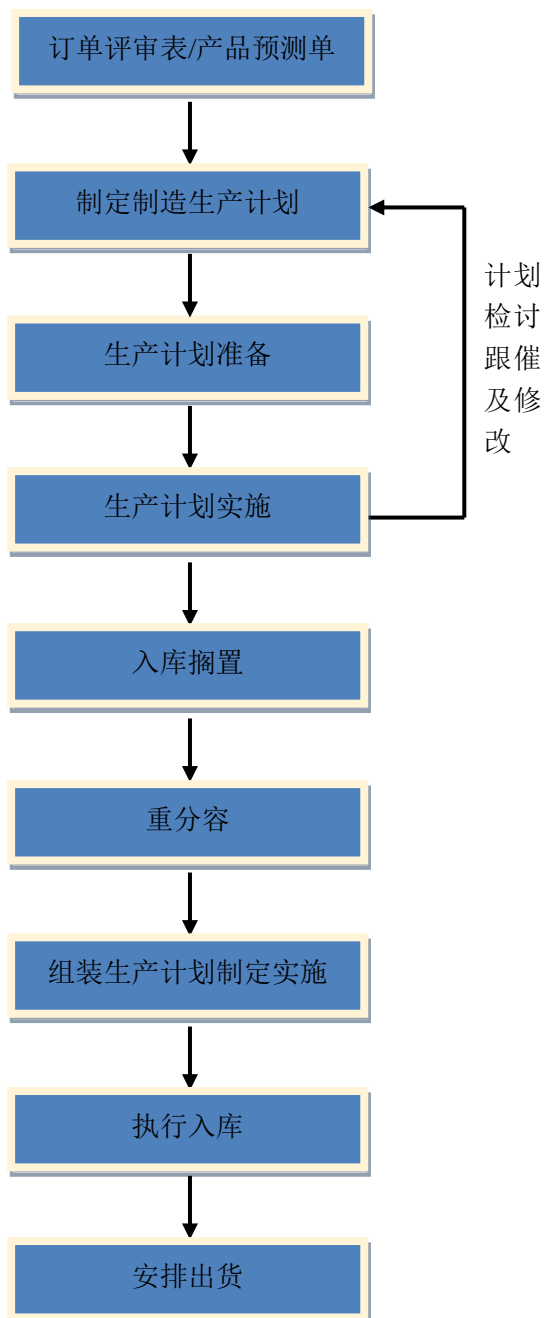 订单评审表/产品预测单
制定制造生产计划
计划
检讨
跟催
及修
改
生产计划准备
生产计划实施
入库搁置
重分容
组装生产计划制定实施
执行入库
安排出货